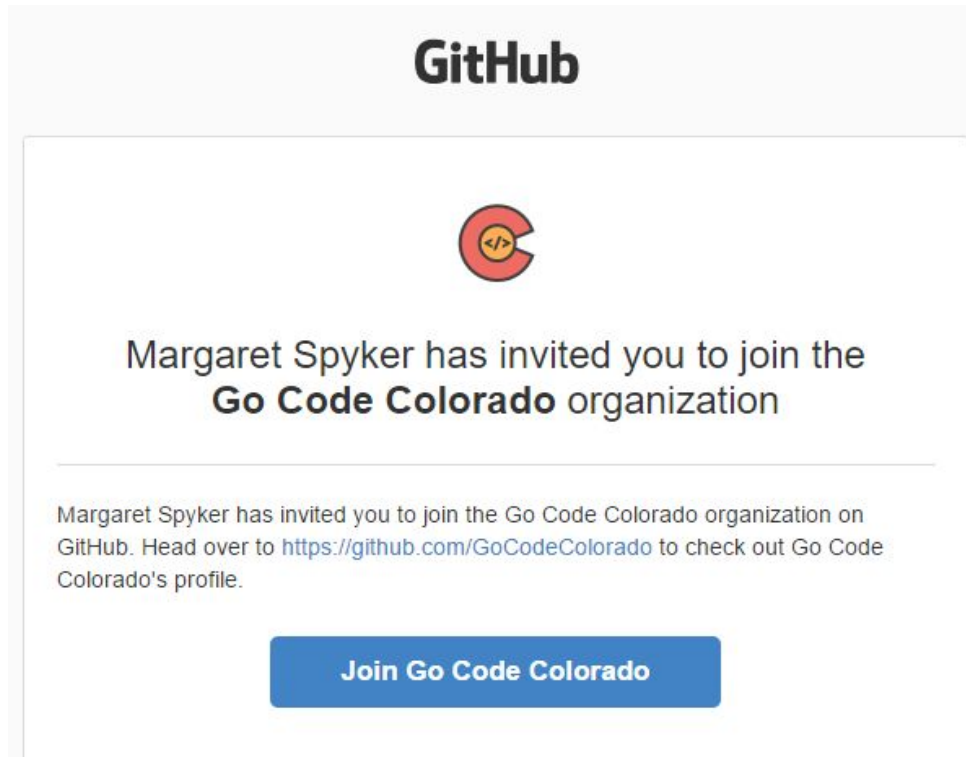 GitHub
</>
Margaret Spyker has invited you to join the
Go Code Colorado organization
Margaret Spyker has invited you to join the Go Code Colorado organization on
GitHub. Head over to https://github.com/GoCodeColorado to check out Go Code
Colorado's profile.
Join Go Code Colorado